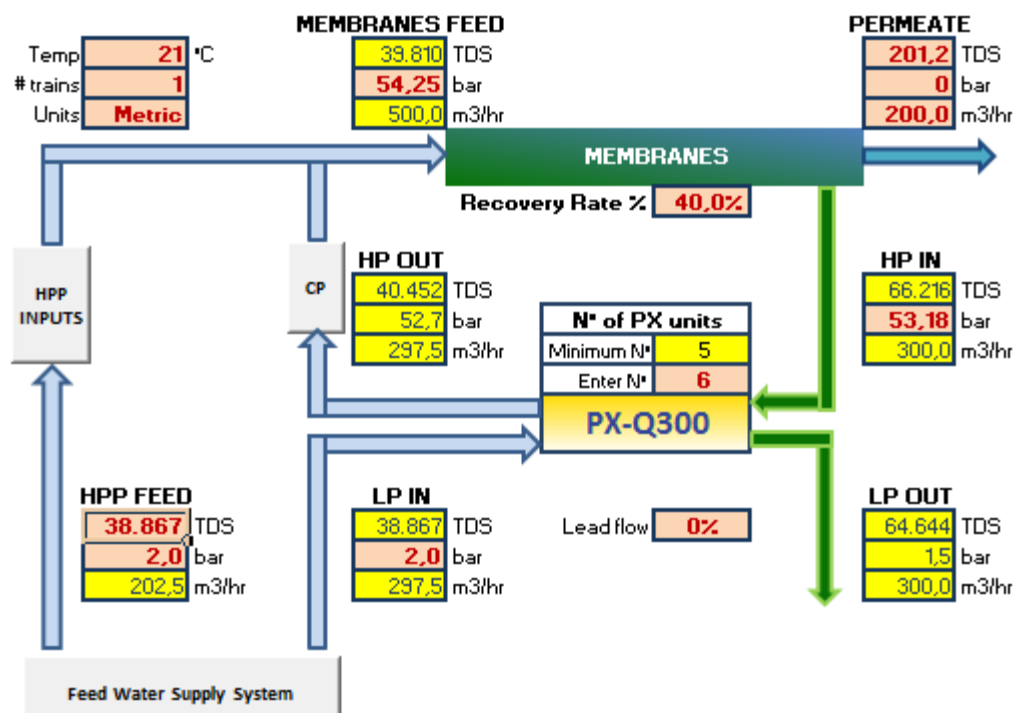 MEMBRANES FEED
PERMEATE
Temp 21 °C
39.810 TDS
201,2 TDS
# trains 1
54,25 bar
0 bar
Units Metric
500,0 m3/hr
200,0 m3/hr
MEMBRANES
Recovery Rate % 40,0%
HPP
INPUTS
CP
HP OUT
40.452 TDS
52,7 bar
297,5 m3/hr
HP IN
66.216 TDS
53,18 bar
300,0 m3/hr
N° of PX units
Minimum N° 5
Enter N° 6
PX-Q300
HPP FEED
38.867 TDS
2,0 bar
202,5 m3/hr
LP IN
38.867 TDS
2,0 bar
297,5 m3/hr
Lead flow 0%
LP OUT
64.644 TDS
1,5 bar
300,0 m3/hr
Feed Water Supply System